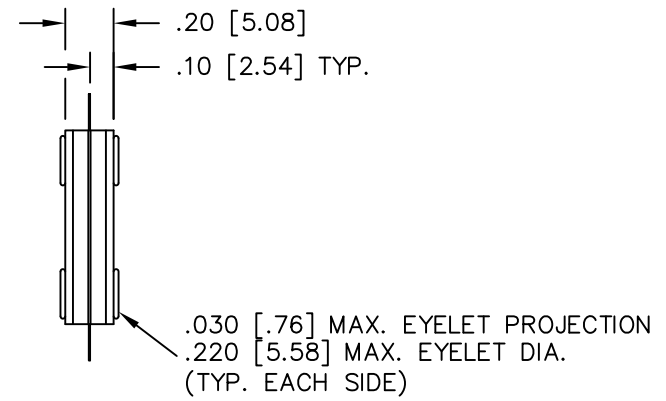 .20 [5.08]
.10 [2.54] TYP.
.030 [.76] MAX. EYELET PROJECTION
.220 [5.58] MAX. EYELET DIA.
(TYP. EACH SIDE)